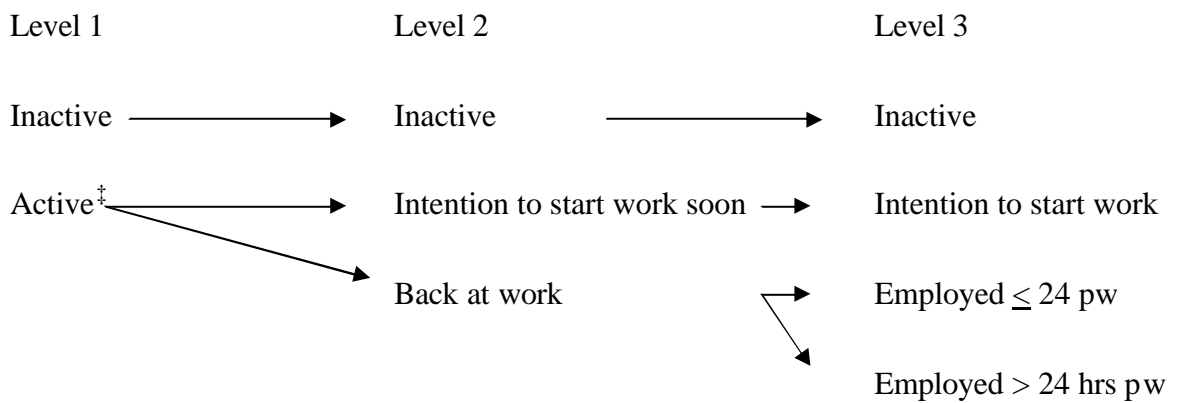 Level 1 Level 2 Level 3
Inactive Inactive Inactive
Active‡ Intention to start work soon Intention to start work
Back at work Employed ≤ 24 pw
Employed > 24 hrs pw